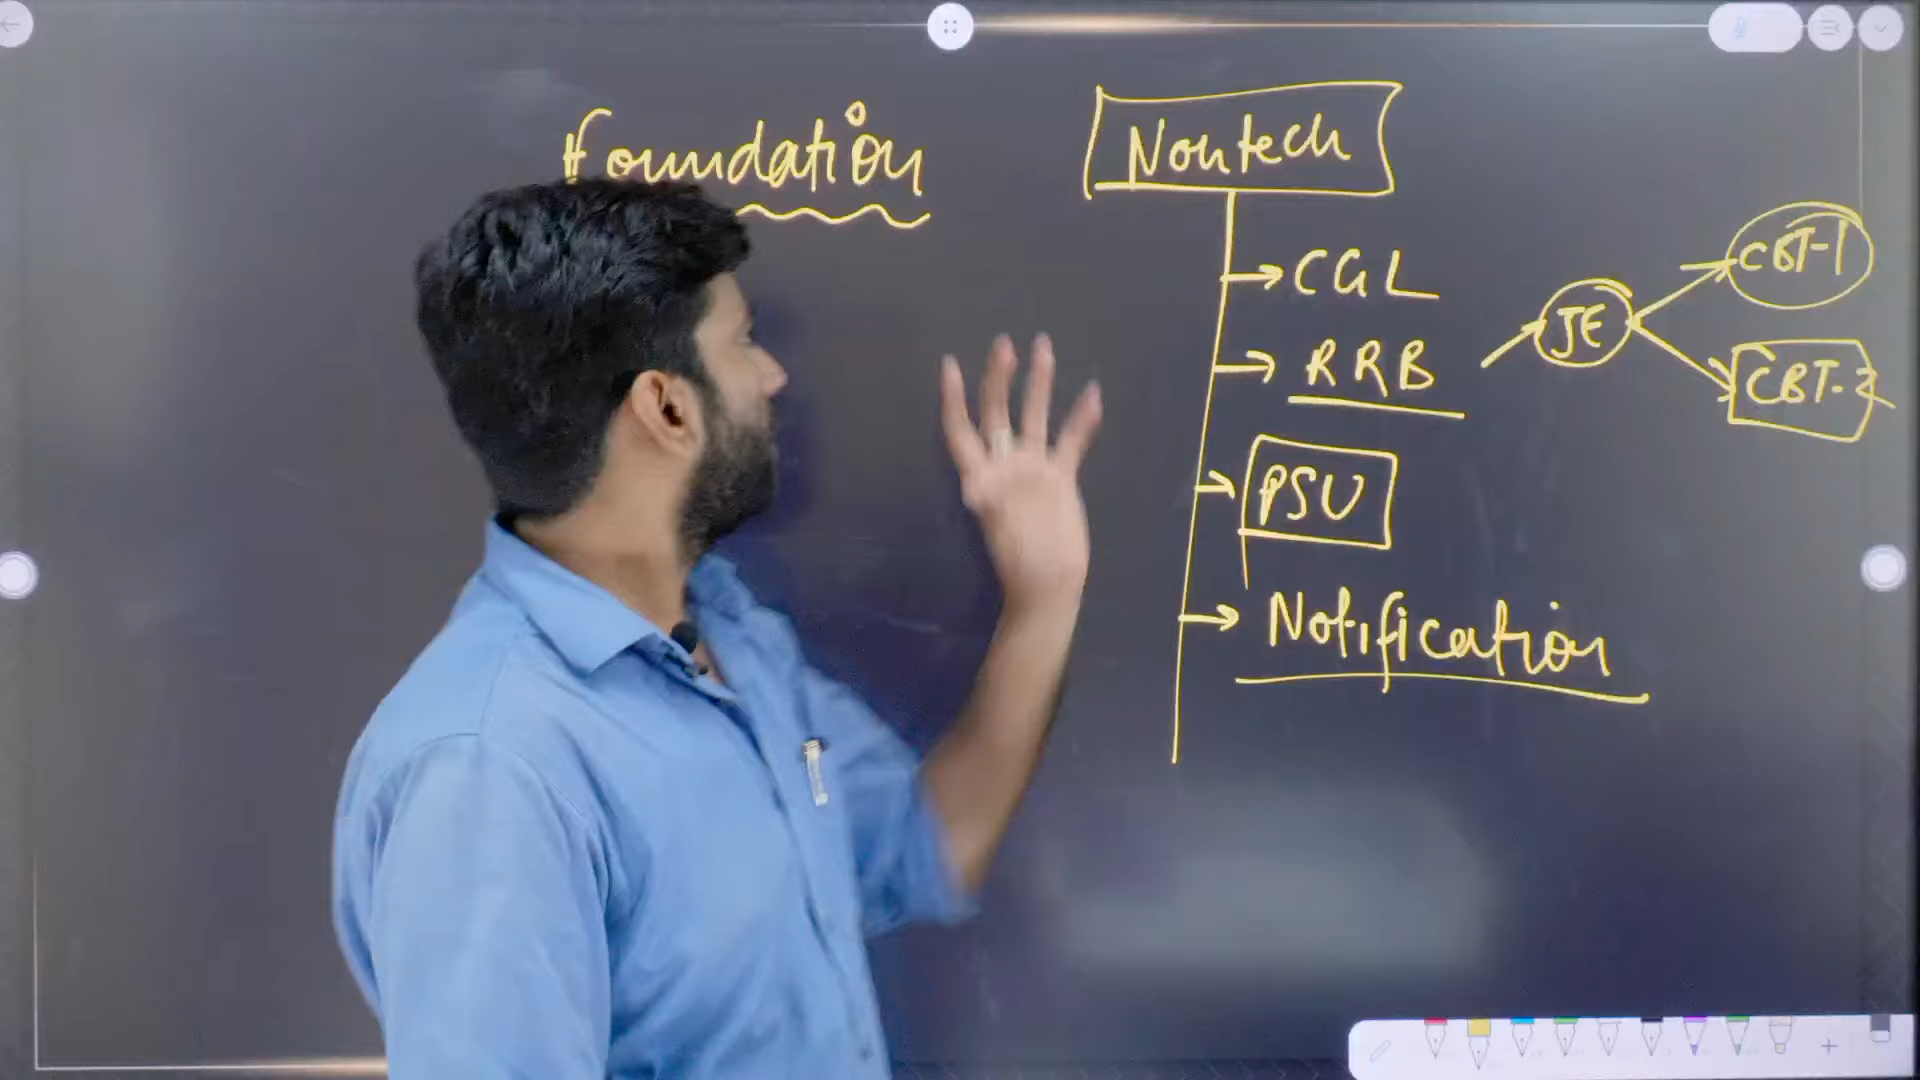 Foundation
Nontech
CGL
RRB
JE
CBT-1
CBT-2
PSU
Notification